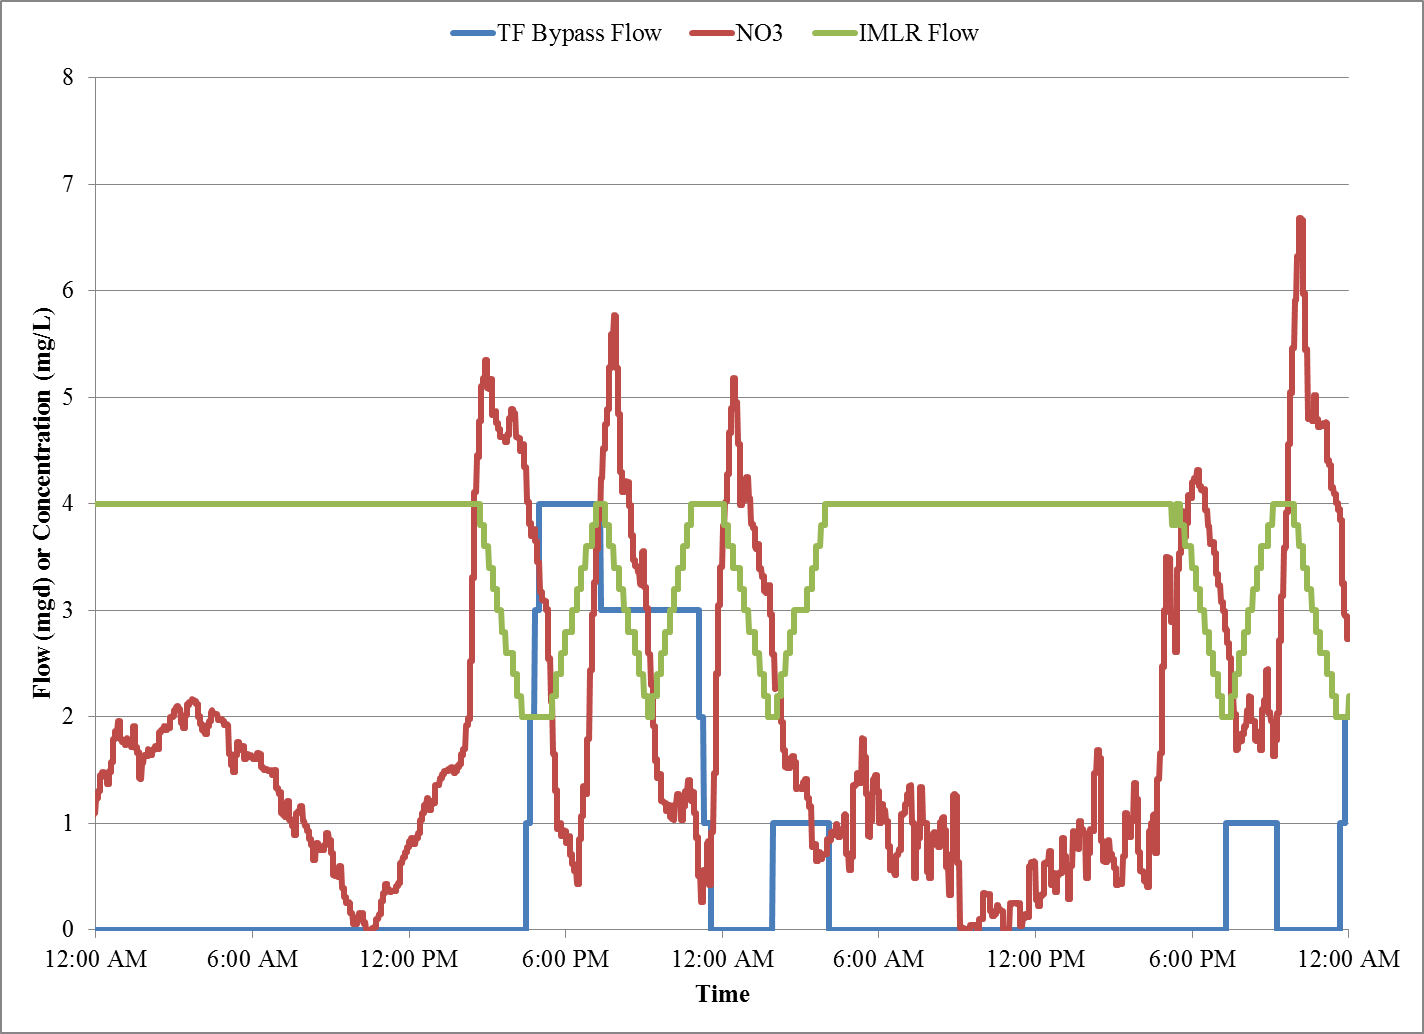 TF Bypass Flow NO3 IMLR Flow
8
7
6
5
4
3
2
1
0
Flow (mgd) or Concentration (mg/L)
12:00 AM 6:00 AM 12:00 PM 6:00 PM 12:00 AM 6:00 AM 12:00 PM 6:00 PM 12:00 AM
Time